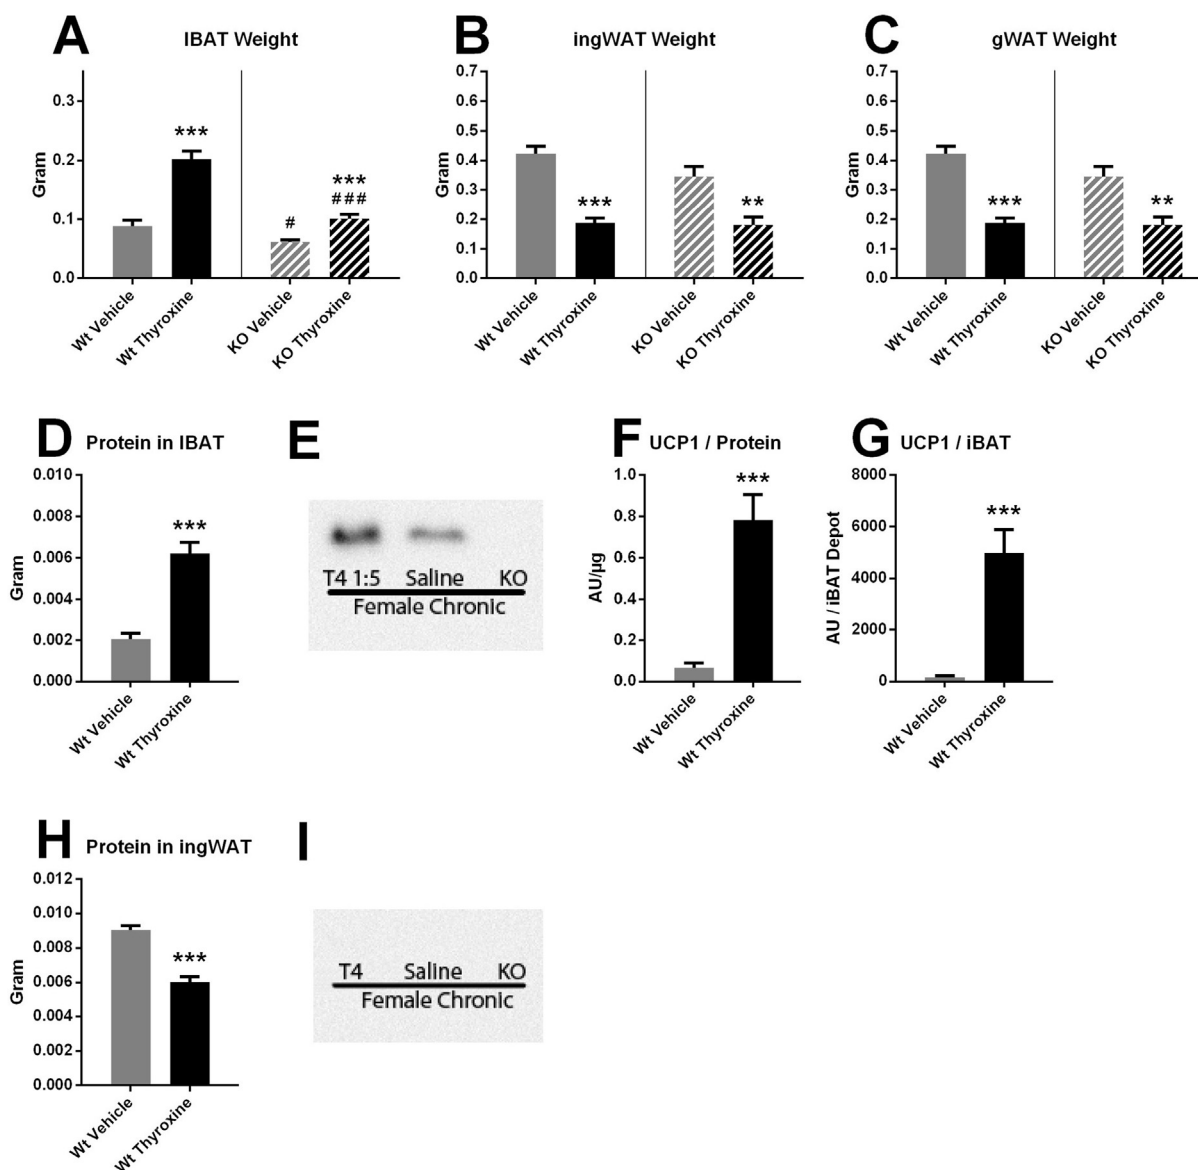 A
IBAT Weight
Gram
0.3
0.2
0.1
0.0
***
#
***
###
Wt Vehicle
Wt Thyroxine
KO Vehicle
KO Thyroxine
B
ingWAT Weight
Gram
0.7
0.6
0.5
0.4
0.3
0.2
0.1
0.0
***
**
Wt Vehicle
Wt Thyroxine
KO Vehicle
KO Thyroxine
C
gWAT Weight
Gram
0.7
0.6
0.5
0.4
0.3
0.2
0.1
0.0
***
**
Wt Vehicle
Wt Thyroxine
KO Vehicle
KO Thyroxine
D
Protein in IBAT
Gram
0.010
0.008
0.006
0.004
0.002
0.000
***
Wt Vehicle
Wt Thyroxine
E
T4 1:5 Saline KO
Female Chronic
F
UCP1 / Protein
AU/µg
1.0
0.8
0.6
0.4
0.2
0.0
***
Wt Vehicle
Wt Thyroxine
G
UCP1 / iBAT
AU / iBAT Depot
8000
6000
4000
2000
0
***
Wt Vehicle
Wt Thyroxine
H
Protein in ingWAT
Gram
0.012
0.010
0.008
0.006
0.004
0.002
0.000
***
Wt Vehicle
Wt Thyroxine
I
T4 Saline KO
Female Chronic